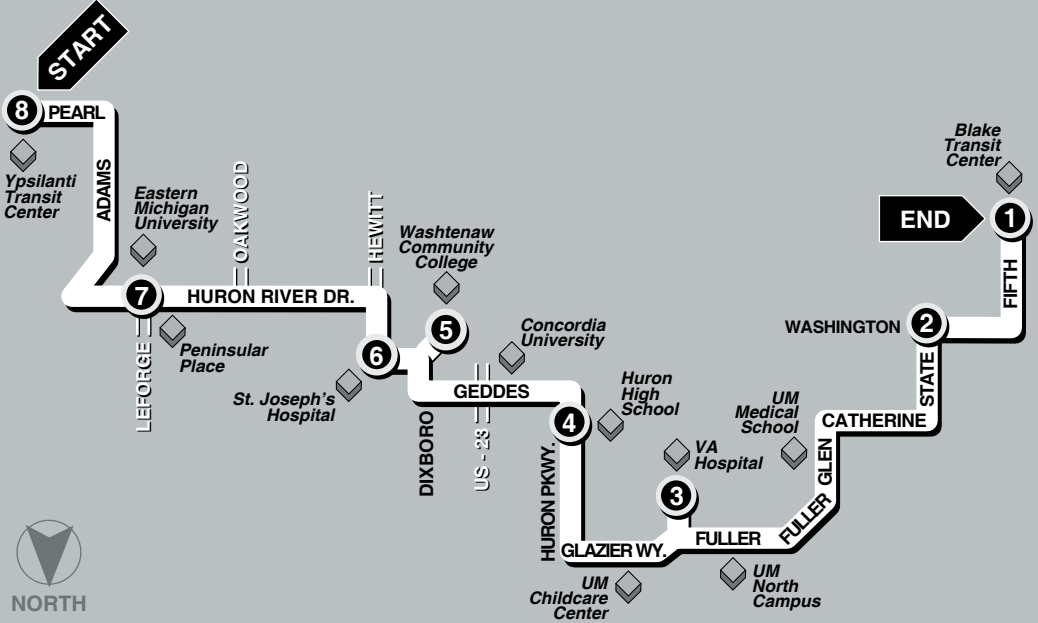 START
8
PEARL
Ypsilanti
Transit
Center
ADAMS
Eastern
Michigan
University
OAKWOOD
HEWITT
7
HURON RIVER DR.
LEFORGE
Peninsular
Place
Washtenaw
Community
College
5
6
St. Joseph's
Hospital
Concordia
University
GEDDES
DIXBORO
US - 23
4
Huron
High
School
HURON PKWY.
VA
Hospital
3
GLAZIER WY.
UM
Childcare
Center
FULLER
UM
North
Campus
FULLER
UM
Medical
School
GLEN
CATHERINE
STATE
WASHINGTON
2
FIFTH
Blake
Transit
Center
END
1
NORTH